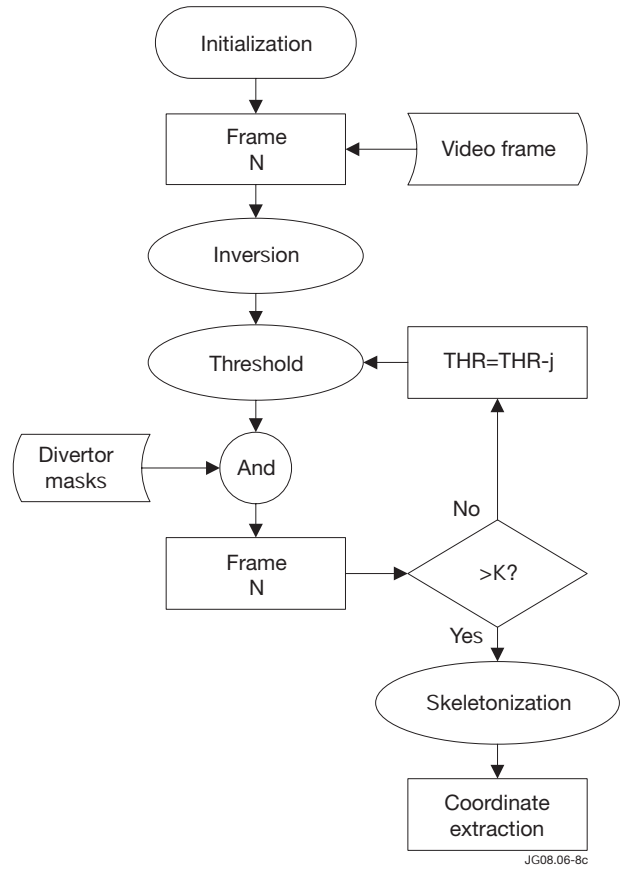 Initialization
Frame
N
Video frame
Inversion
Threshold
THR=THR-j
Divertor
masks
And
No
Frame
N
>K?
Yes
Skeletonization
Coordinate
extraction
JG08.06-8c